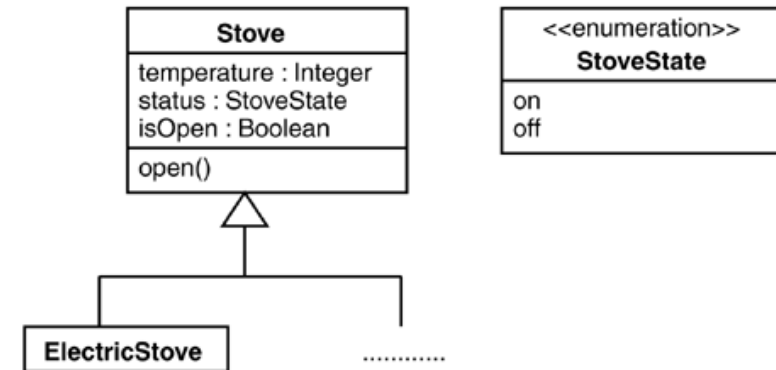 Stove
temperature : Integer
status : StoveState
isOpen : Boolean
open()
<<enumeration>>
StoveState
on
off
ElectricStove
............